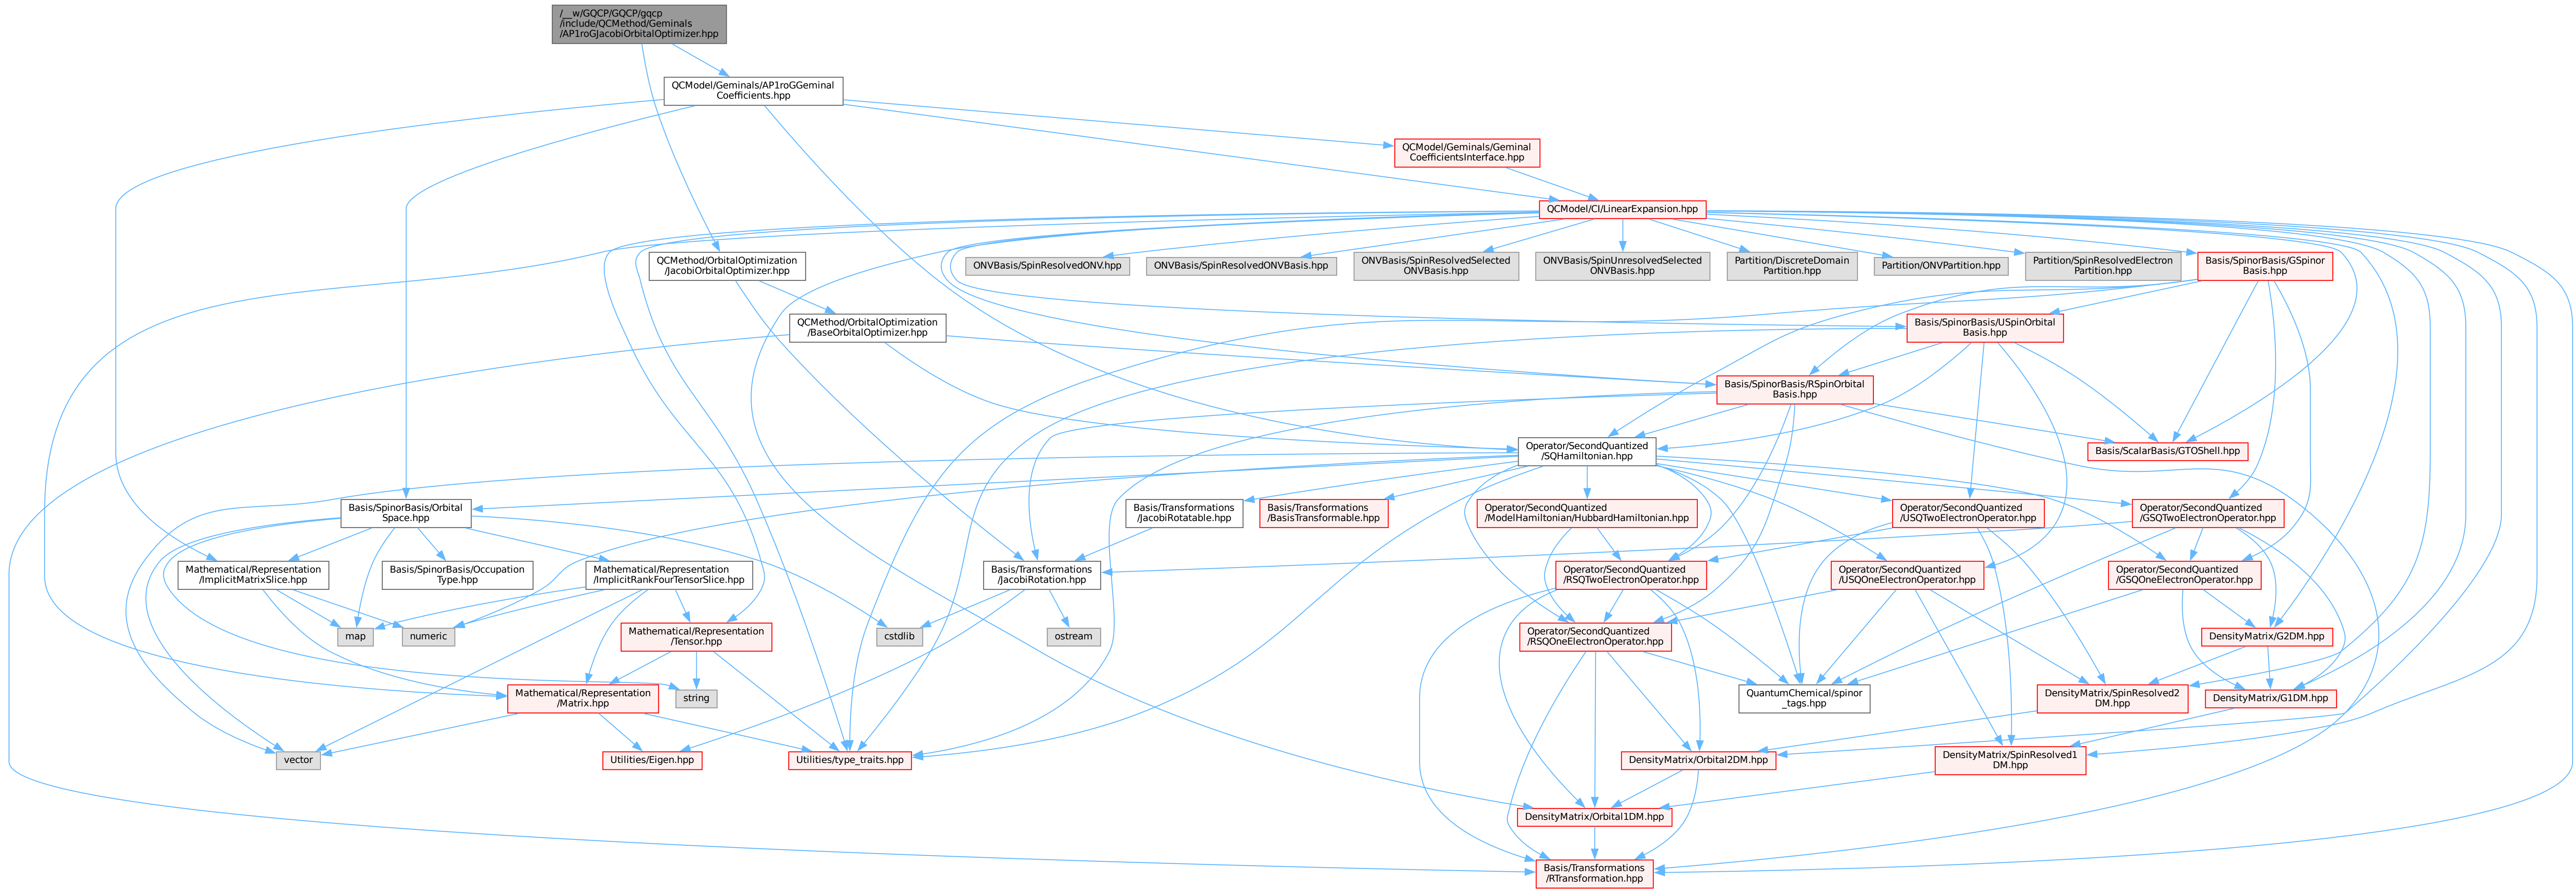 /__w/GQCP/GQCP/gqcp
/include/QCMethod/Geminals
/AP1roGJacobiOrbitalOptimizer.hpp
QCModel/Geminals/AP1roGGeminal
Coefficients.hpp
QCModel/Geminals/Geminal
CoefficientsInterface.hpp
QCModel/CI/LinearExpansion.hpp
QCMethod/OrbitalOptimization
/JacobiOrbitalOptimizer.hpp
ONVBasis/SpinResolvedONV.hpp
ONVBasis/SpinResolvedONVBasis.hpp
ONVBasis/SpinResolvedSelected
ONVBasis.hpp
ONVBasis/SpinUnresolvedSelected
ONVBasis.hpp
Partition/DiscreteDomain
Partition.hpp
Partition/ONVPartition.hpp
Partition/SpinResolvedElectron
Partition.hpp
Basis/SpinorBasis/GSpinor
Basis.hpp
QCMethod/OrbitalOptimization
/BaseOrbitalOptimizer.hpp
Basis/SpinorBasis/USpinOrbital
Basis.hpp
Basis/SpinorBasis/RSpinOrbital
Basis.hpp
Operator/SecondQuantized
/SQHamiltonian.hpp
Basis/ScalarBasis/GTOShell.hpp
Basis/SpinorBasis/Orbital
Space.hpp
Basis/Transformations
/JacobiRotatable.hpp
Basis/Transformations
/BasisTransformable.hpp
Operator/SecondQuantized
/ModelHamiltonian/HubbardHamiltonian.hpp
Operator/SecondQuantized
/USQTwoElectronOperator.hpp
Operator/SecondQuantized
/GSQTwoElectronOperator.hpp
Mathematical/Representation
/ImplicitMatrixSlice.hpp
Basis/SpinorBasis/Occupation
Type.hpp
Mathematical/Representation
/ImplicitRankFourTensorSlice.hpp
Basis/Transformations
/JacobiRotation.hpp
Operator/SecondQuantized
/RSQTwoElectronOperator.hpp
Operator/SecondQuantized
/USQOneElectronOperator.hpp
Operator/SecondQuantized
/GSQOneElectronOperator.hpp
map
numeric
Mathematical/Representation
/Tensor.hpp
cstdlib
ostream
Operator/SecondQuantized
/RSQOneElectronOperator.hpp
DensityMatrix/G2DM.hpp
Mathematical/Representation
/Matrix.hpp
string
QuantumChemical/spinor
_tags.hpp
DensityMatrix/SpinResolved2
DM.hpp
DensityMatrix/G1DM.hpp
vector
Utilities/Eigen.hpp
Utilities/type_traits.hpp
DensityMatrix/Orbital2DM.hpp
DensityMatrix/SpinResolved1
DM.hpp
DensityMatrix/Orbital1DM.hpp
Basis/Transformations
/RTransformation.hpp